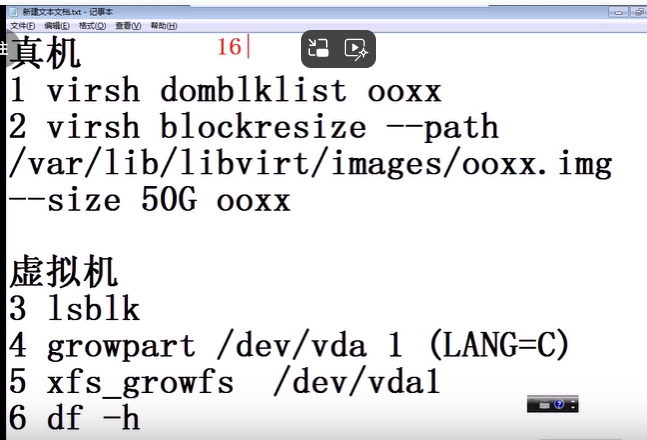 新建文本文档.txt - 记事本
文件(F) 编辑(E) 格式(O) 查看(V) 帮助(H)
16
真机
1 virsh domblklist ooxx
2 virsh blockresize --path
/var/lib/libvirt/images/ooxx.img
--size 50G ooxx
虚拟机
3 lsblk
4 growpart /dev/vda 1 (LANG=C)
5 xfs_growfs  /dev/vda1
6 df -h